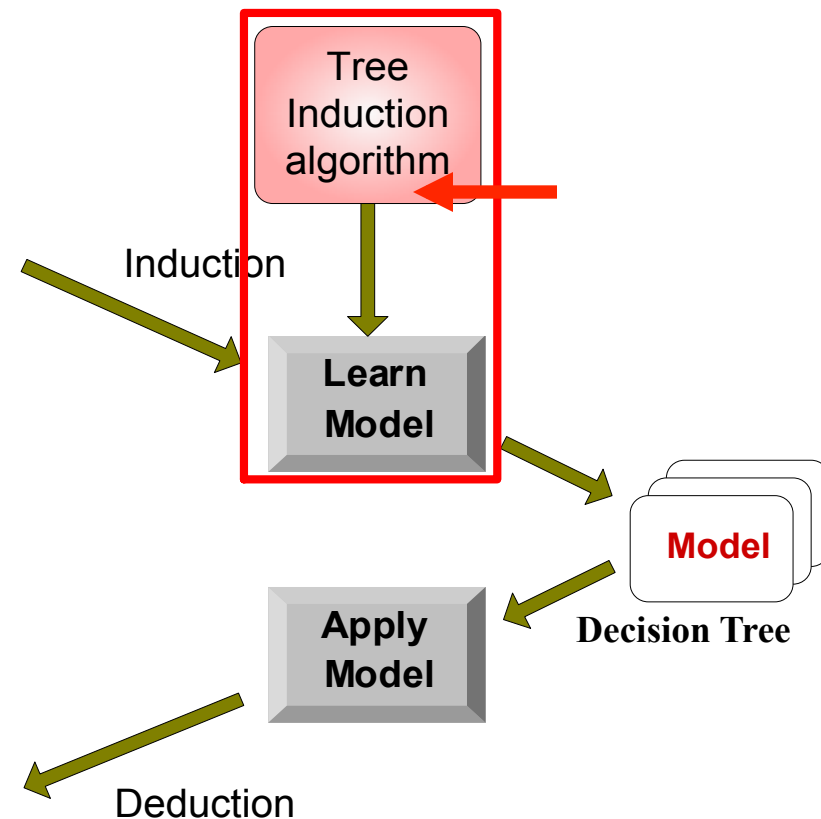 Tree
Induction
algorithm
Induction
Learn
Model
Model
Decision Tree
Apply
Model
Deduction